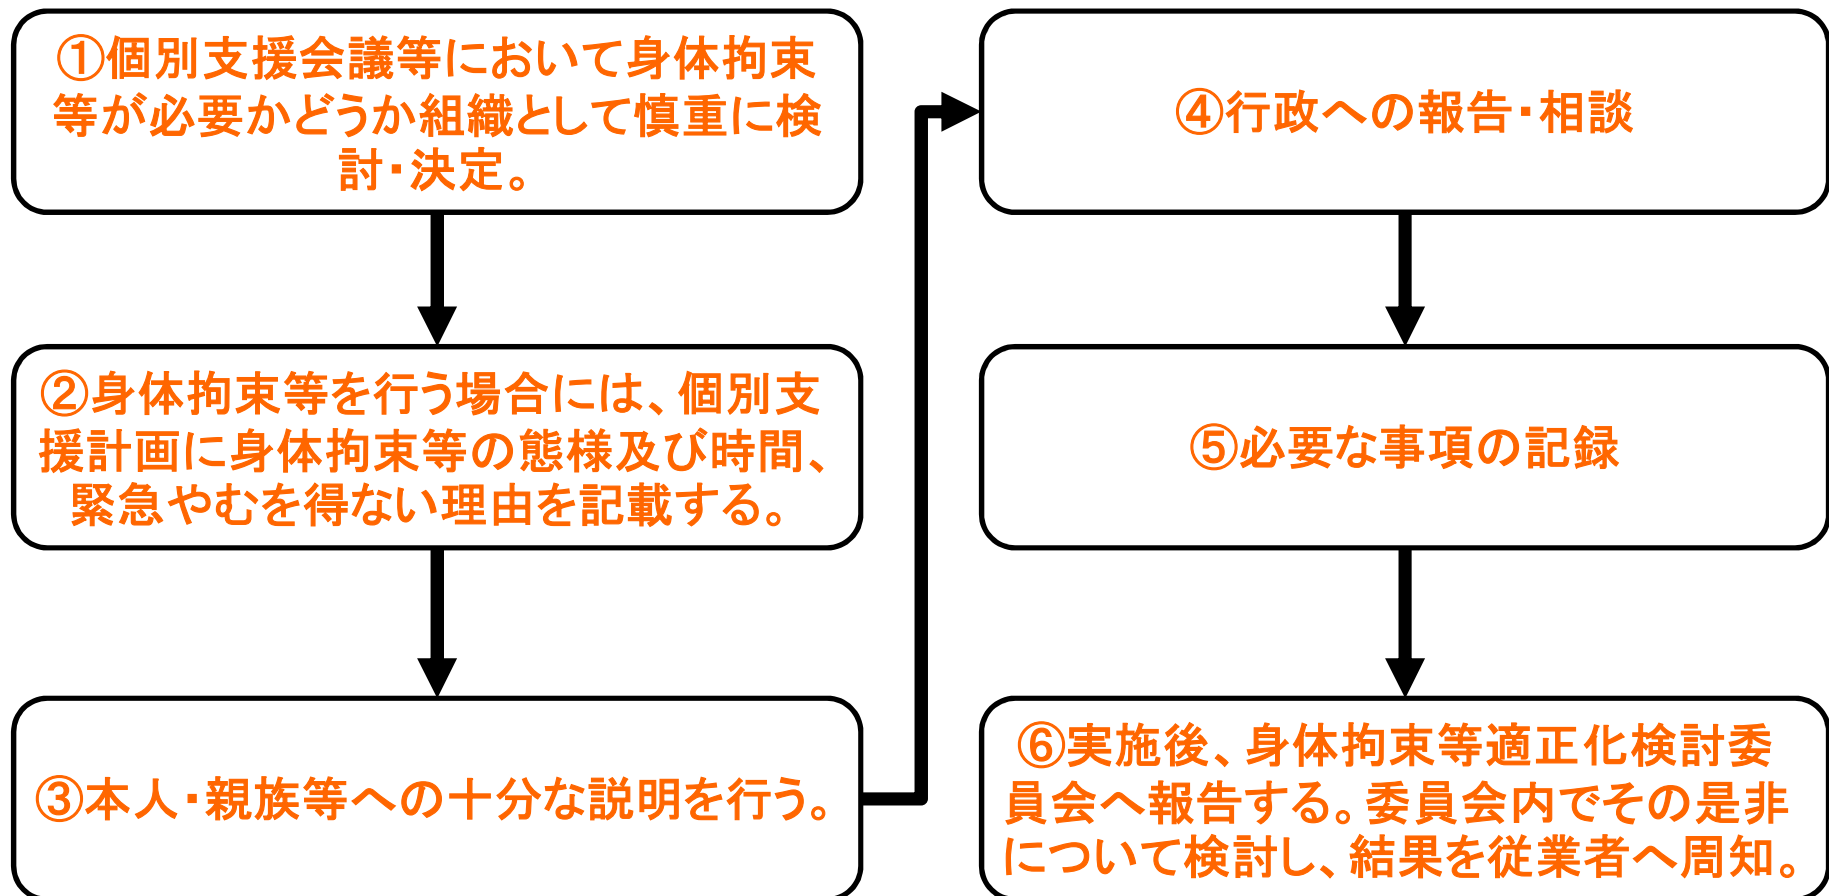 ①個別支援会議等において身体拘束
等が必要かどうか組織として慎重に検
討・決定。
②身体拘束等を行う場合には、個別支
援計画に身体拘束等の態様及び時間、
緊急やむを得ない理由を記載する。
③本人・親族等への十分な説明を行う。
④行政への報告・相談
⑤必要な事項の記録
⑥実施後、身体拘束等適正化検討委
員会へ報告する。委員会内でその是非
について検討し、結果を従業者へ周知。